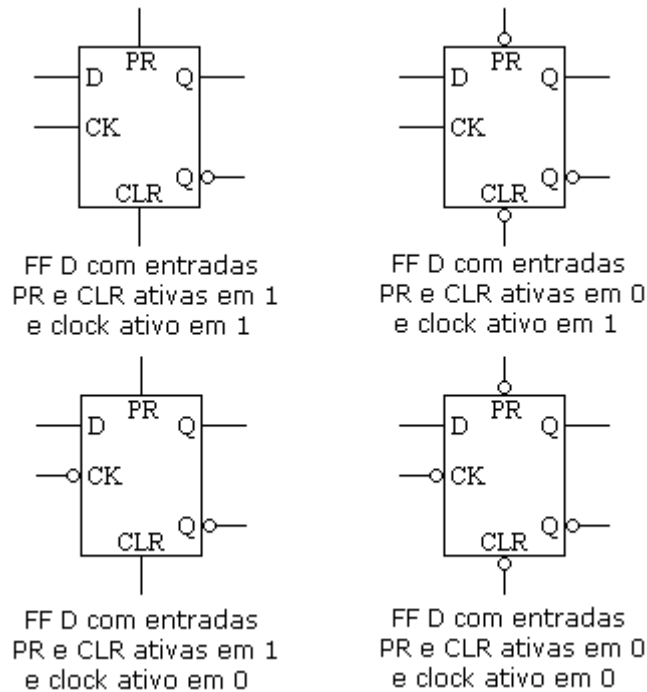 PR
D Q
CK
Q
CLR
FF D com entradas
PR e CLR ativas em 1
e clock ativo em 1
PR
D Q
CK
Q
CLR
FF D com entradas
PR e CLR ativas em 0
e clock ativo em 1
PR
D Q
CK
Q
CLR
FF D com entradas
PR e CLR ativas em 1
e clock ativo em 0
PR
D Q
CK
Q
CLR
FF D com entradas
PR e CLR ativas em 0
e clock ativo em 0